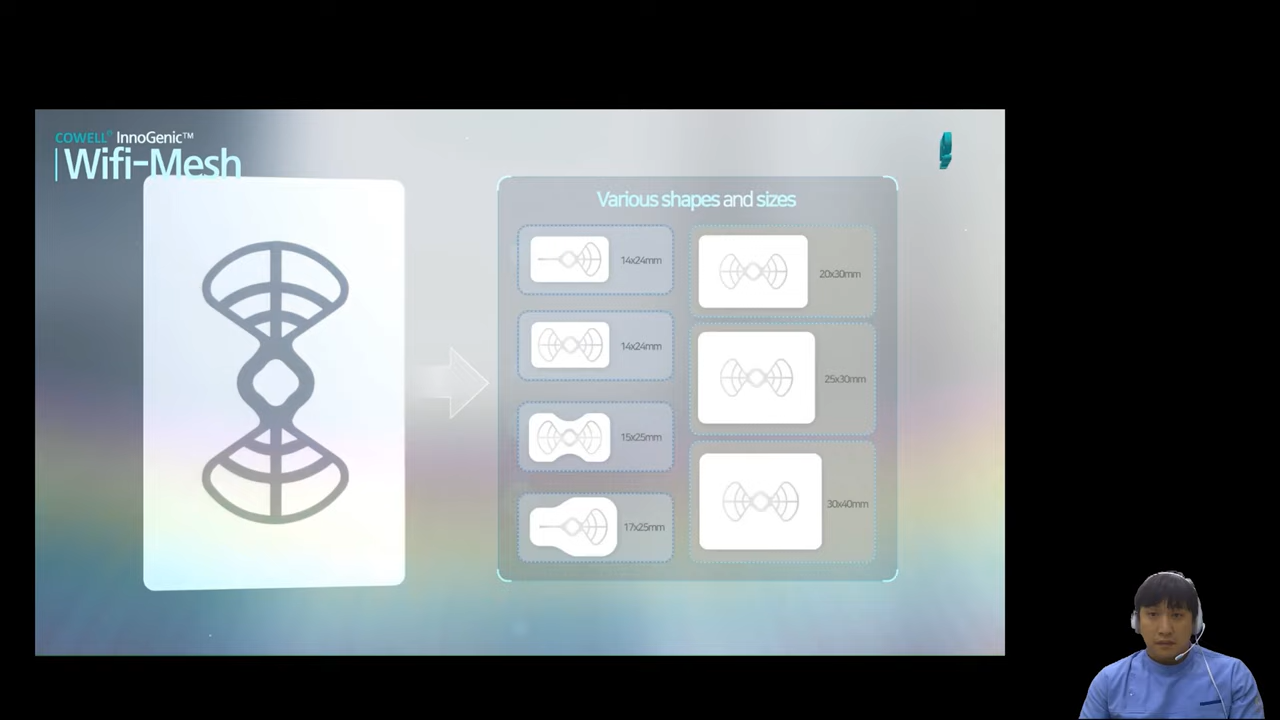 COWELL® InnoGenic™
Wifi-Mesh
Various shapes and sizes
14x24mm
14x24mm
15x25mm
17x25mm
20x30mm
25x30mm
30x40mm